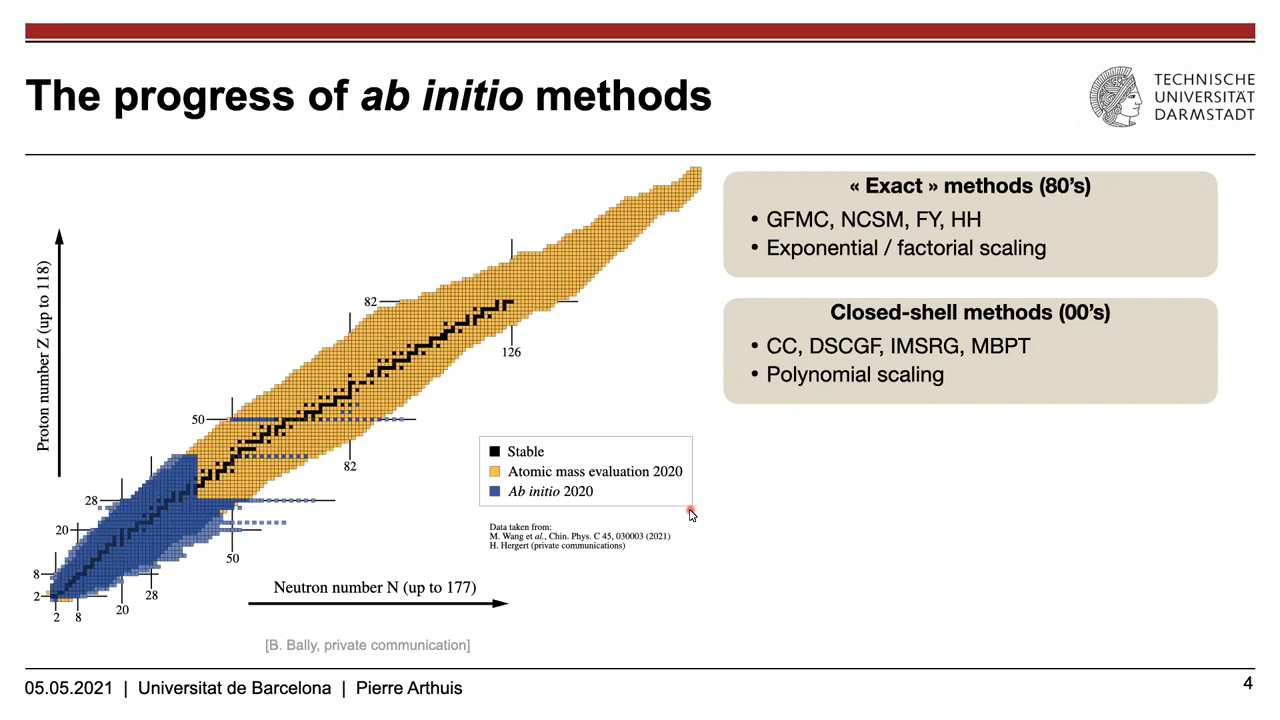 The progress of ab initio methods
TECHNISCHE
UNIVERSITÄT
DARMSTADT
Proton number Z (up to 118)
82
126
50
82
28
20
50
8
28
2
20
2
8
Neutron number N (up to 177)
Stable
Atomic mass evaluation 2020
Ab initio 2020
Data taken from:
M. Wang et al., Chin. Phys. C 45, 030003 (2021)
H. Hergert (private communications)
[B. Bally, private communication]
« Exact » methods (80's)
• GFMC, NCSM, FY, HH
• Exponential / factorial scaling
Closed-shell methods (00's)
• CC, DSCGF, IMSRG, MBPT
• Polynomial scaling
05.05.2021 | Universitat de Barcelona | Pierre Arthuis
4